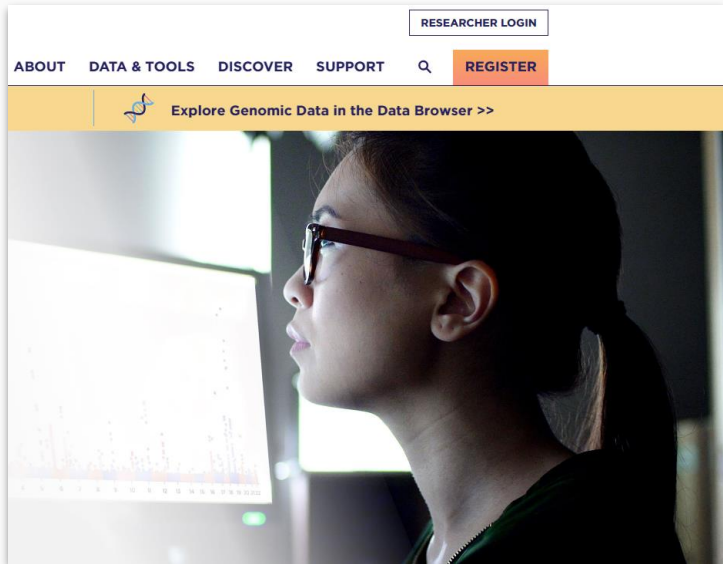 RESEARCHER LOGIN
ABOUT DATA & TOOLS DISCOVER SUPPORT REGISTER
Explore Genomic Data in the Data Browser >>